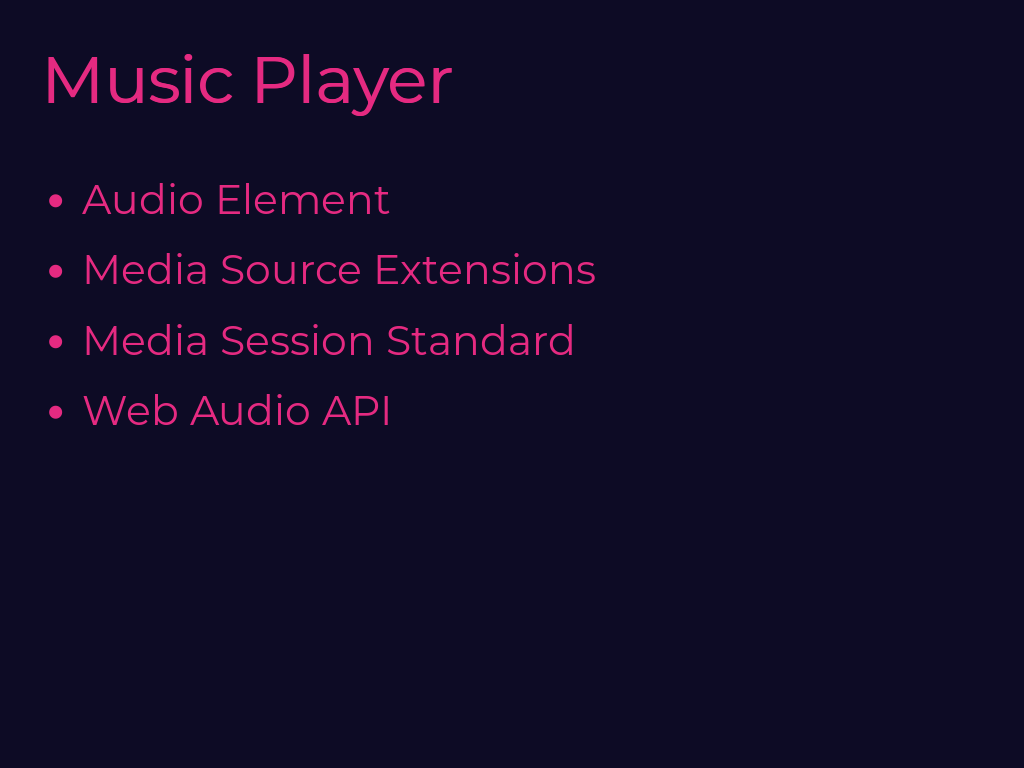 Music Player
• Audio Element
• Media Source Extensions
• Media Session Standard
• Web Audio API